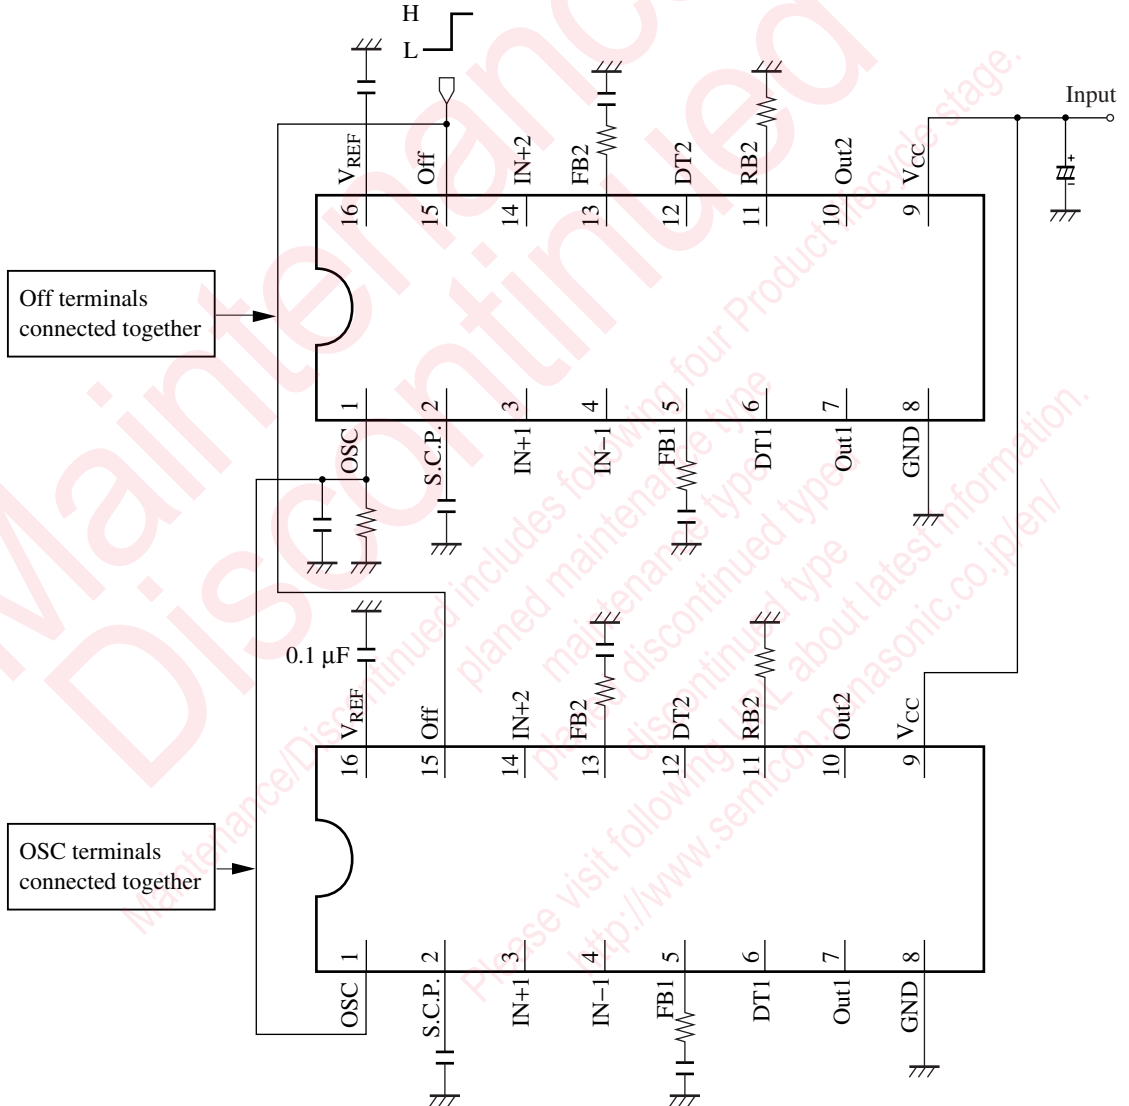 H
L
Input
VREF
Off
IN+2
FB2
DT2
RB2
Out2
VCC
16
15
14
13
12
11
10
9
Off terminals
connected together
1
2
3
4
5
6
7
8
OSC
S.C.P.
IN+1
IN−1
FB1
DT1
Out1
GND
0.1 µF
VREF
Off
IN+2
FB2
DT2
RB2
Out2
VCC
16
15
14
13
12
11
10
9
OSC terminals
connected together
1
2
3
4
5
6
7
8
OSC
S.C.P.
IN+1
IN−1
FB1
DT1
Out1
GND
+
−
Maintenance
Discontinued
Maintenance/Discontinued includes following four Product lifecycle stage.
planed maintenance type
maintenance type
planed discontinued typed
discontinued type
Please visit following URL about latest information.
http://www.semicon.panasonic.co.jp/en/